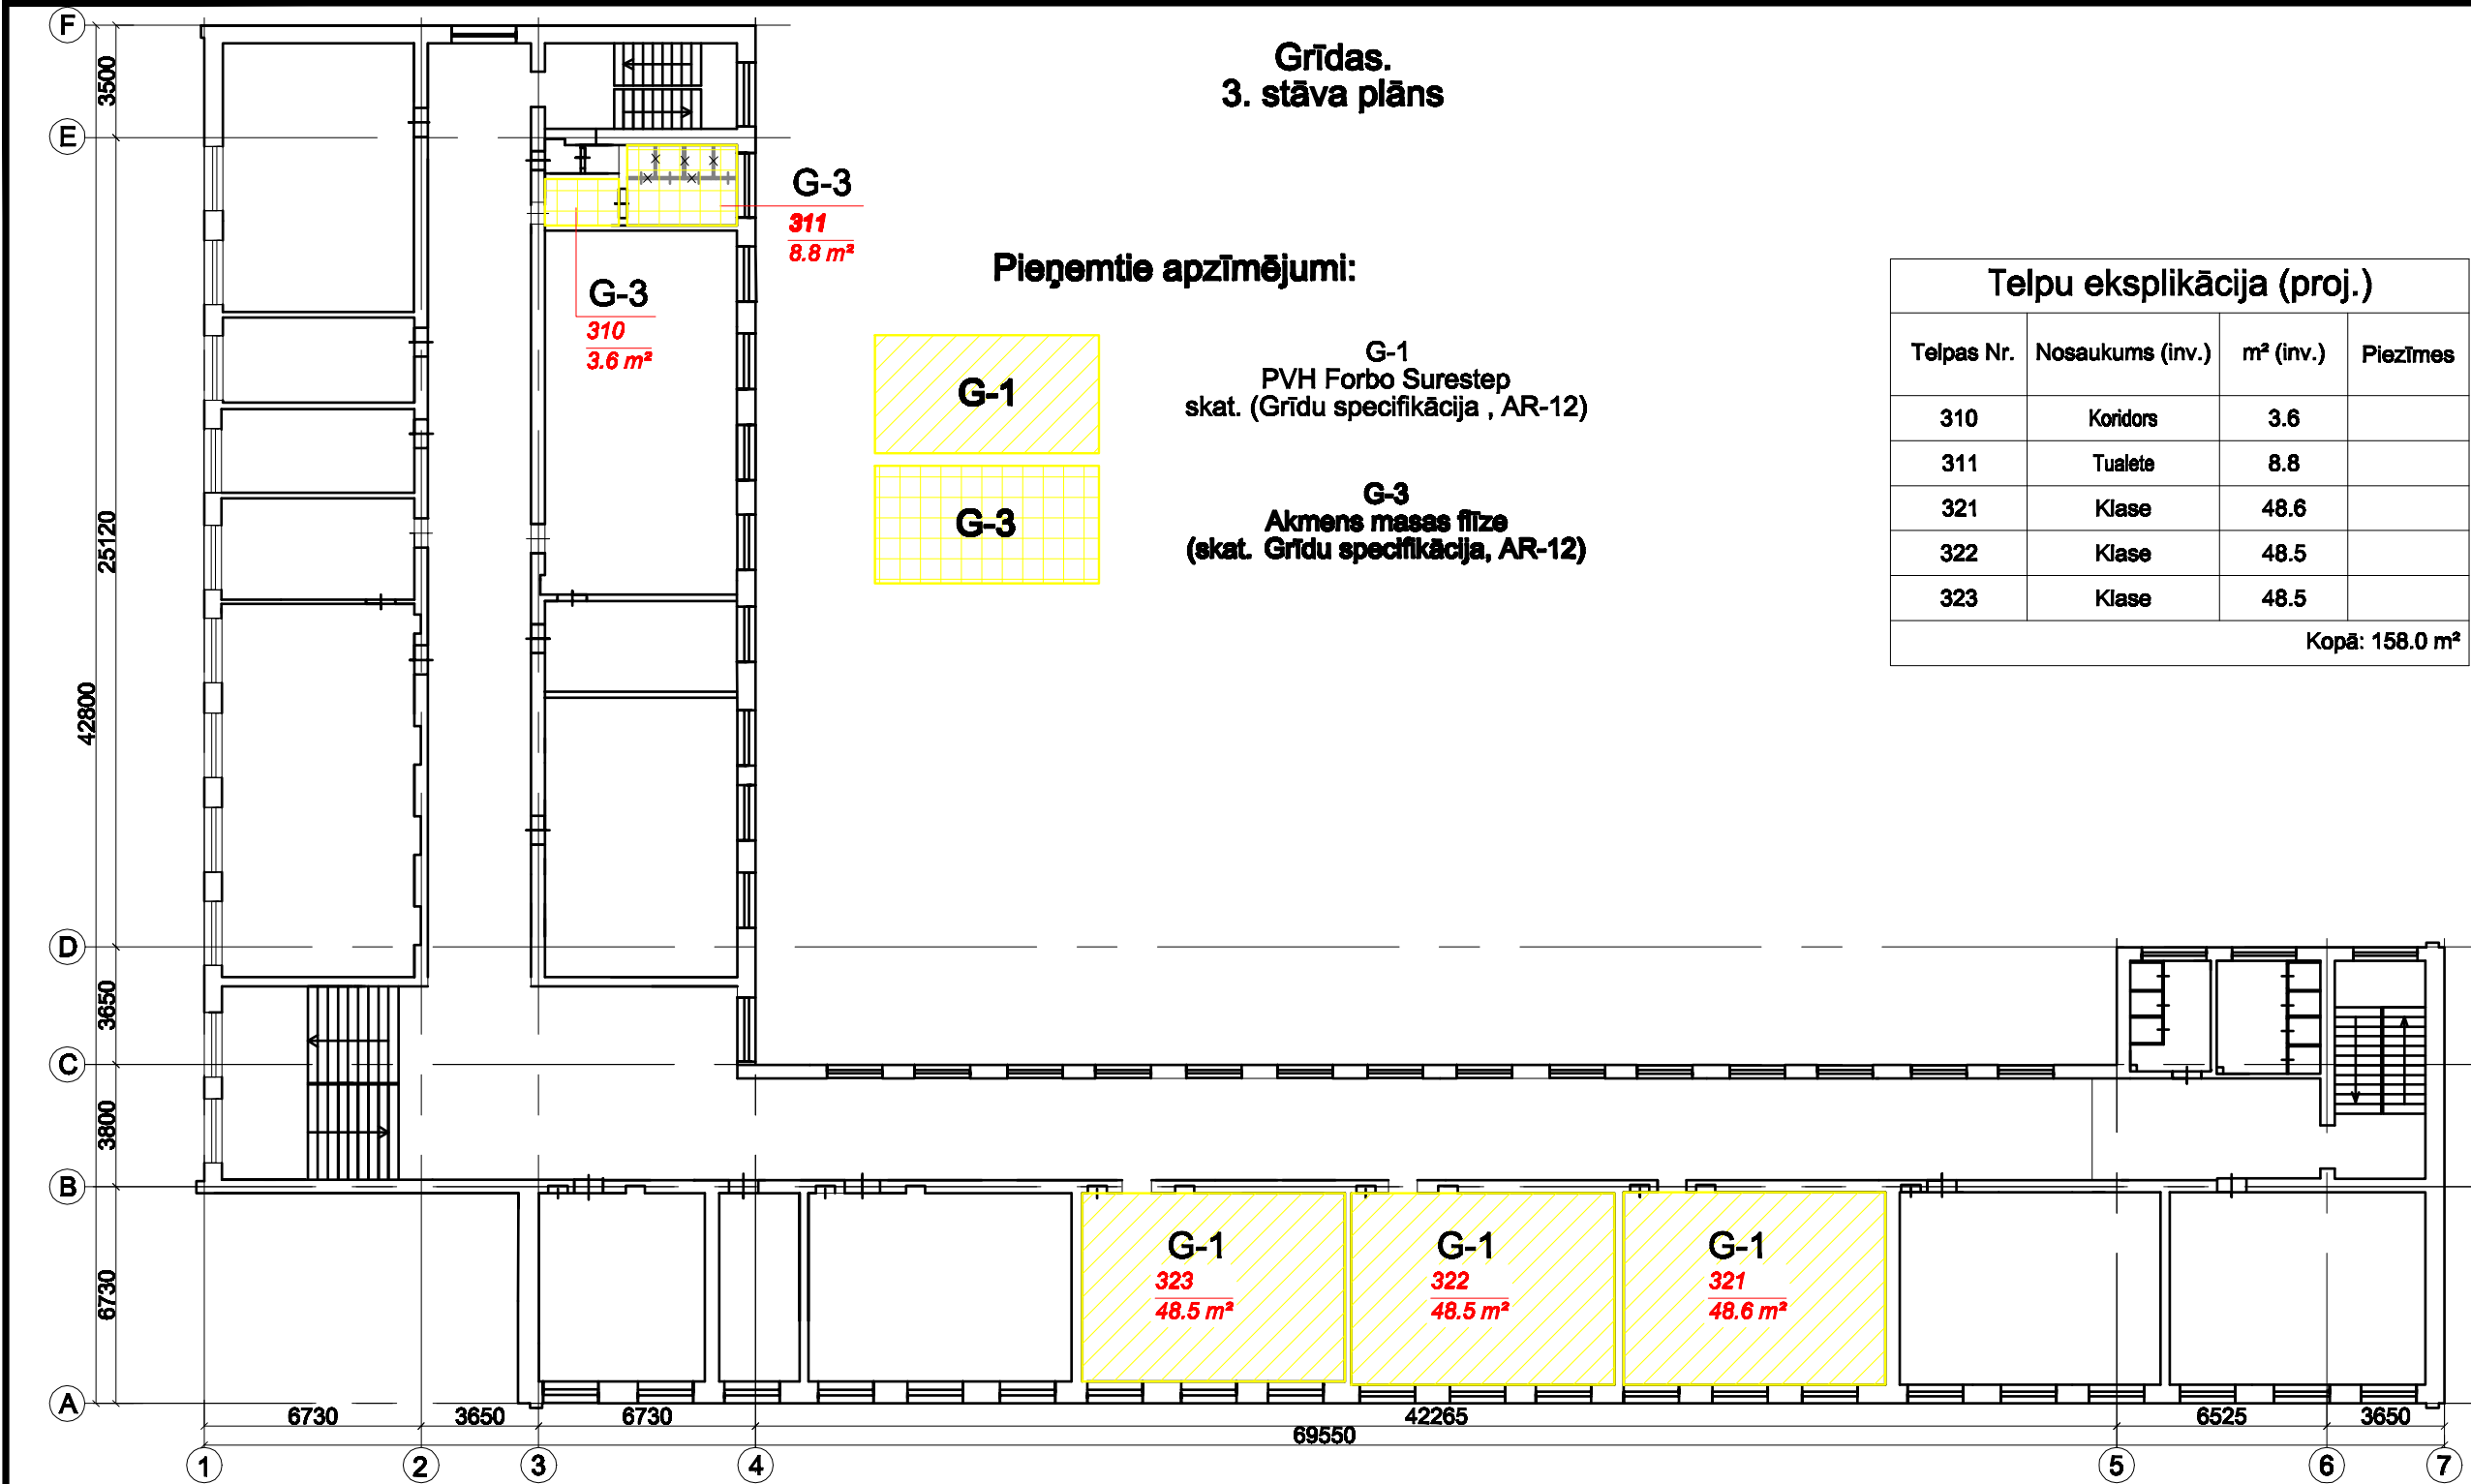 Grīdas.
3. stāva plāns
F
3500
E
G-3
311
8.8 m²
G-3
310
3.6 m²
Pieņemtie apzīmējumi:
G-1
G-1
PVH Forbo Surestep
skat. (Grīdu specifikācija , AR-12)
G-3
G-3
Akmens masas flīze
(skat. Grīdu specifikācija, AR-12)
Telpu eksplikācija (proj.)
Telpas Nr. Nosaukums (inv.) m² (inv.) Piezīmes
310 Koridors 3.6
311 Tualete 8.8
321 Klase 48.6
322 Klase 48.5
323 Klase 48.5
Kopā: 158.0 m²
25120
42800
D
3650
C
3800
B
6730
A
G-1
323
48.5 m²
G-1
322
48.5 m²
G-1
321
48.6 m²
6730 3650 6730 42265 6525 3650
69550
1 2 3 4 5 6 7